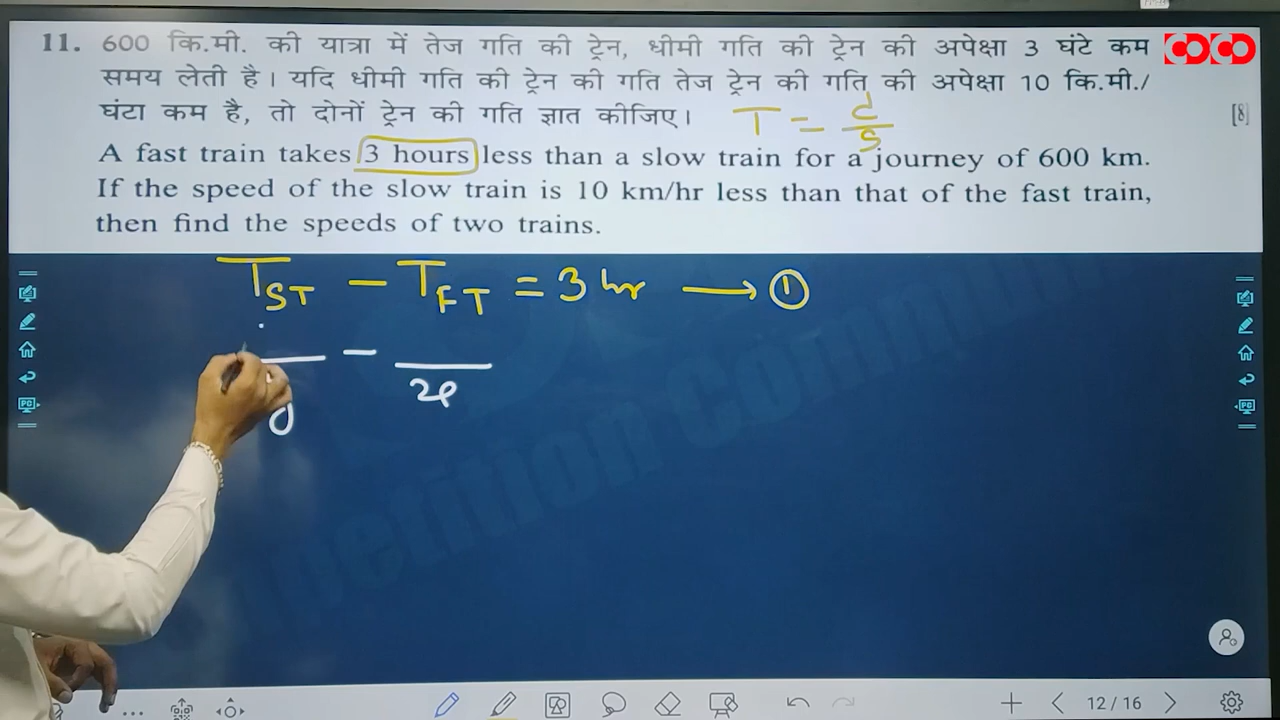 11. 600 कि.मी. की यात्रा में तेज गति की ट्रेन, धीमी गति की ट्रेन की अपेक्षा 3 घंटे कम
COCO
समय लेती है। यदि धीमी गति की ट्रेन की गति तेज ट्रेन की गति की अपेक्षा 10 कि.मी./
घंटा कम है, तो दोनों ट्रेन की गति ज्ञात कीजिए।
T = d/s
[8]
A fast train takes 3 hours less than a slow train for a journey of 600 km.
If the speed of the slow train is 10 km/hr less than that of the fast train,
then find the speeds of two trains.
T_ST - T_FT = 3 hr → ①
12 / 16